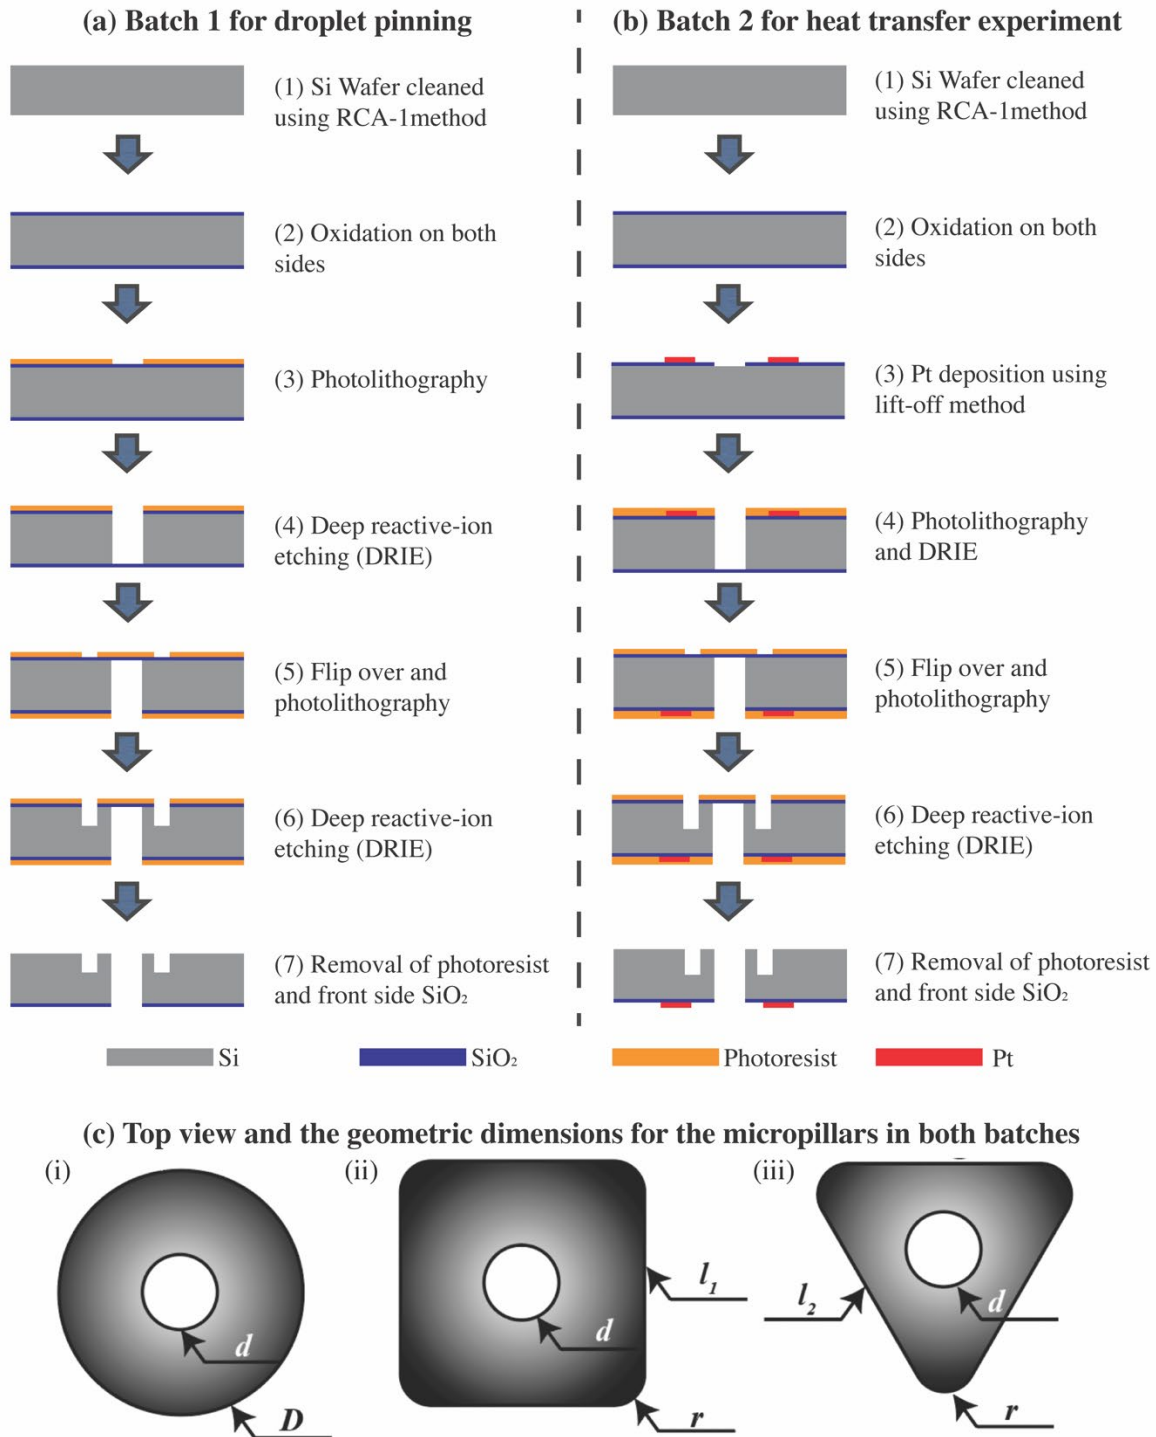 (a) Batch 1 for droplet pinning
(1) Si Wafer cleaned
using RCA-1method
(2) Oxidation on both
sides
(3) Photolithography
(4) Deep reactive-ion
etching (DRIE)
(5) Flip over and
photolithography
(6) Deep reactive-ion
etching (DRIE)
(7) Removal of photoresist
and front side SiO₂
(b) Batch 2 for heat transfer experiment
(1) Si Wafer cleaned
using RCA-1method
(2) Oxidation on both
sides
(3) Pt deposition using
lift-off method
(4) Photolithography
and DRIE
(5) Flip over and
photolithography
(6) Deep reactive-ion
etching (DRIE)
(7) Removal of photoresist
and front side SiO₂
Si
SiO₂
Photoresist
Pt
(c) Top view and the geometric dimensions for the micropillars in both batches
(i)
d
D
(ii)
l₁
d
r
(iii)
l₂
d
r